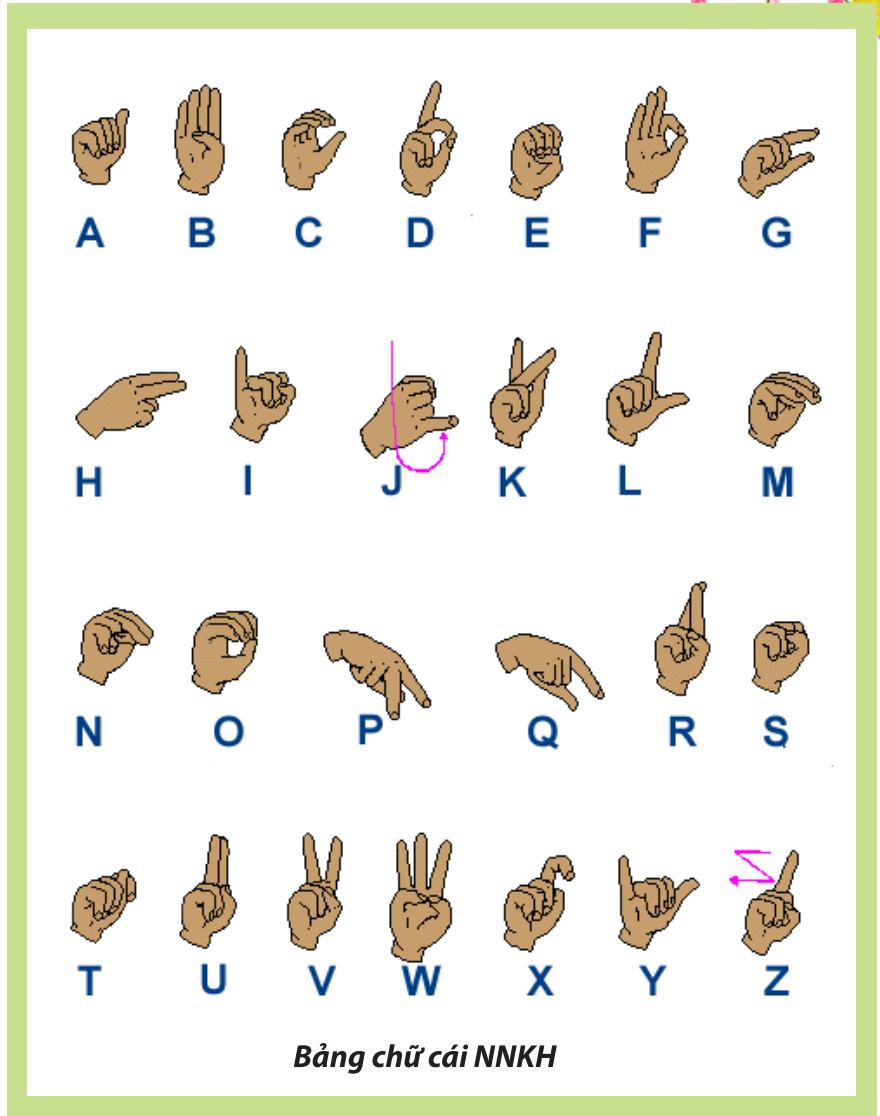 A B C D E F G
H I J K L M
N O P Q R S
T U V W X Y Z
Bảng chữ cái NNKH